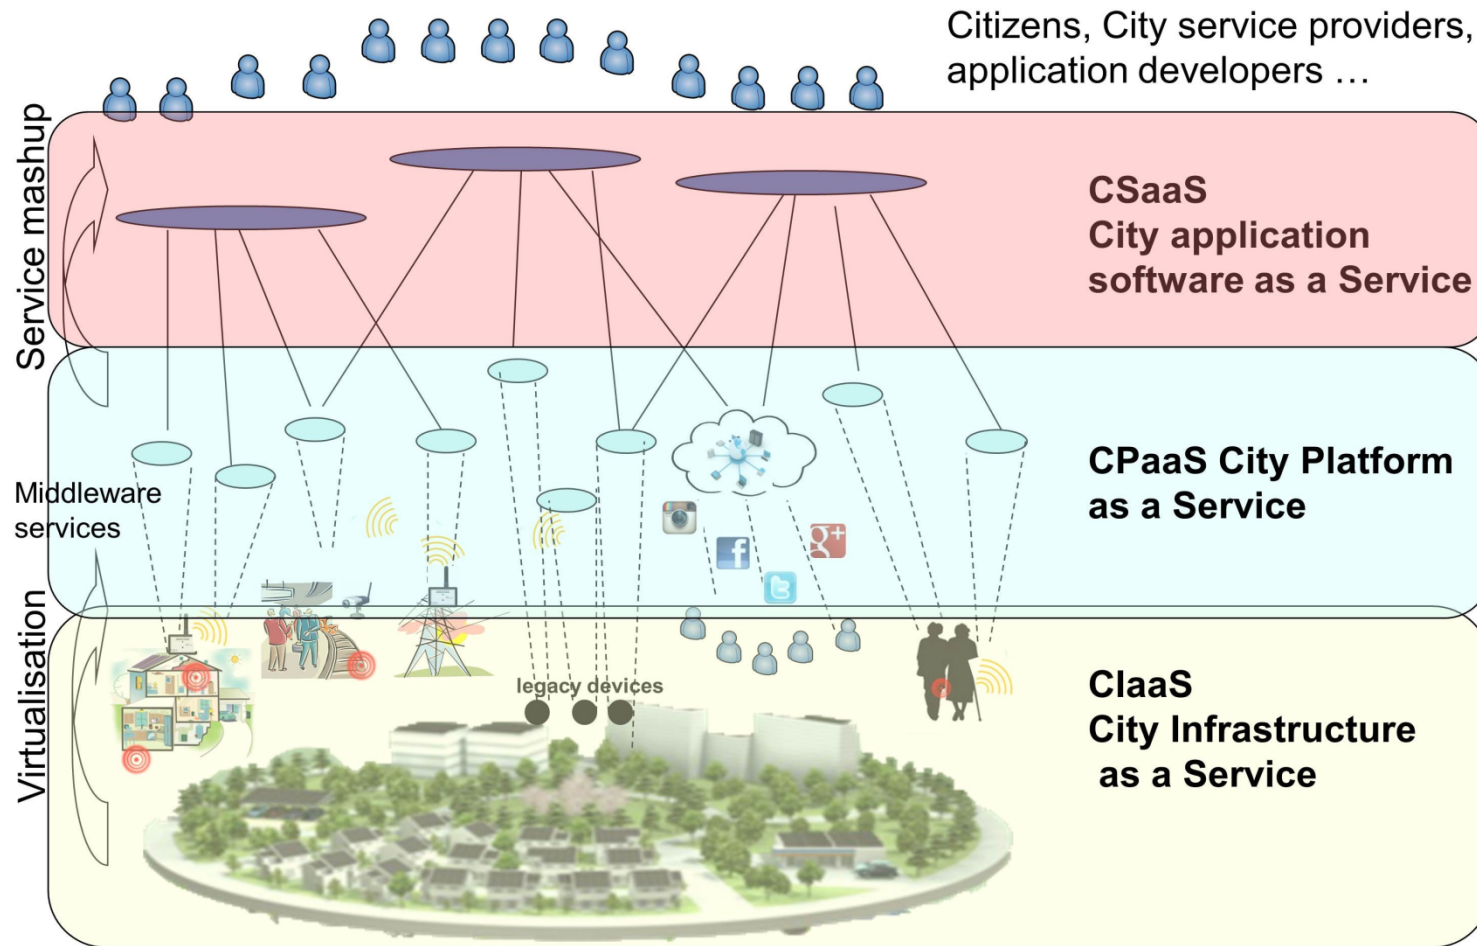 Citizens, City service providers,
application developers …
Service mashup
CSaaS
City application
software as a Service
CPaaS City Platform
as a Service
Middleware
services
g+
f
t
Virtualisation
legacy devices
CIaaS
City Infrastructure
as a Service